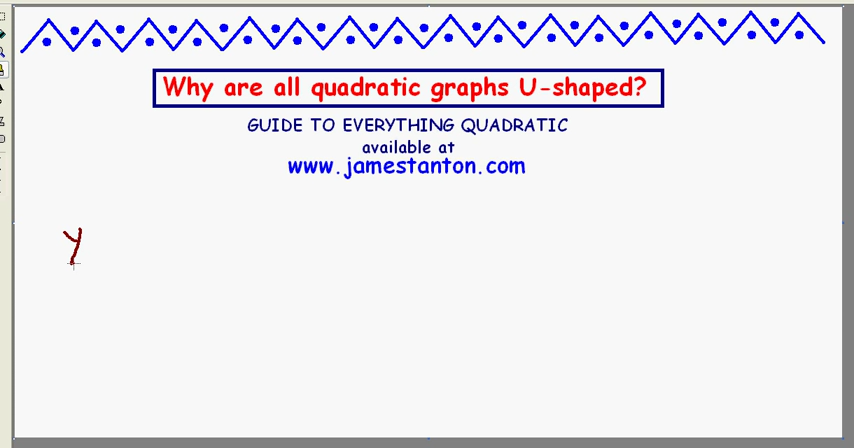 Why are all quadratic graphs U-shaped?
GUIDE TO EVERYTHING QUADRATIC
available at
www.jamestanton.com
y